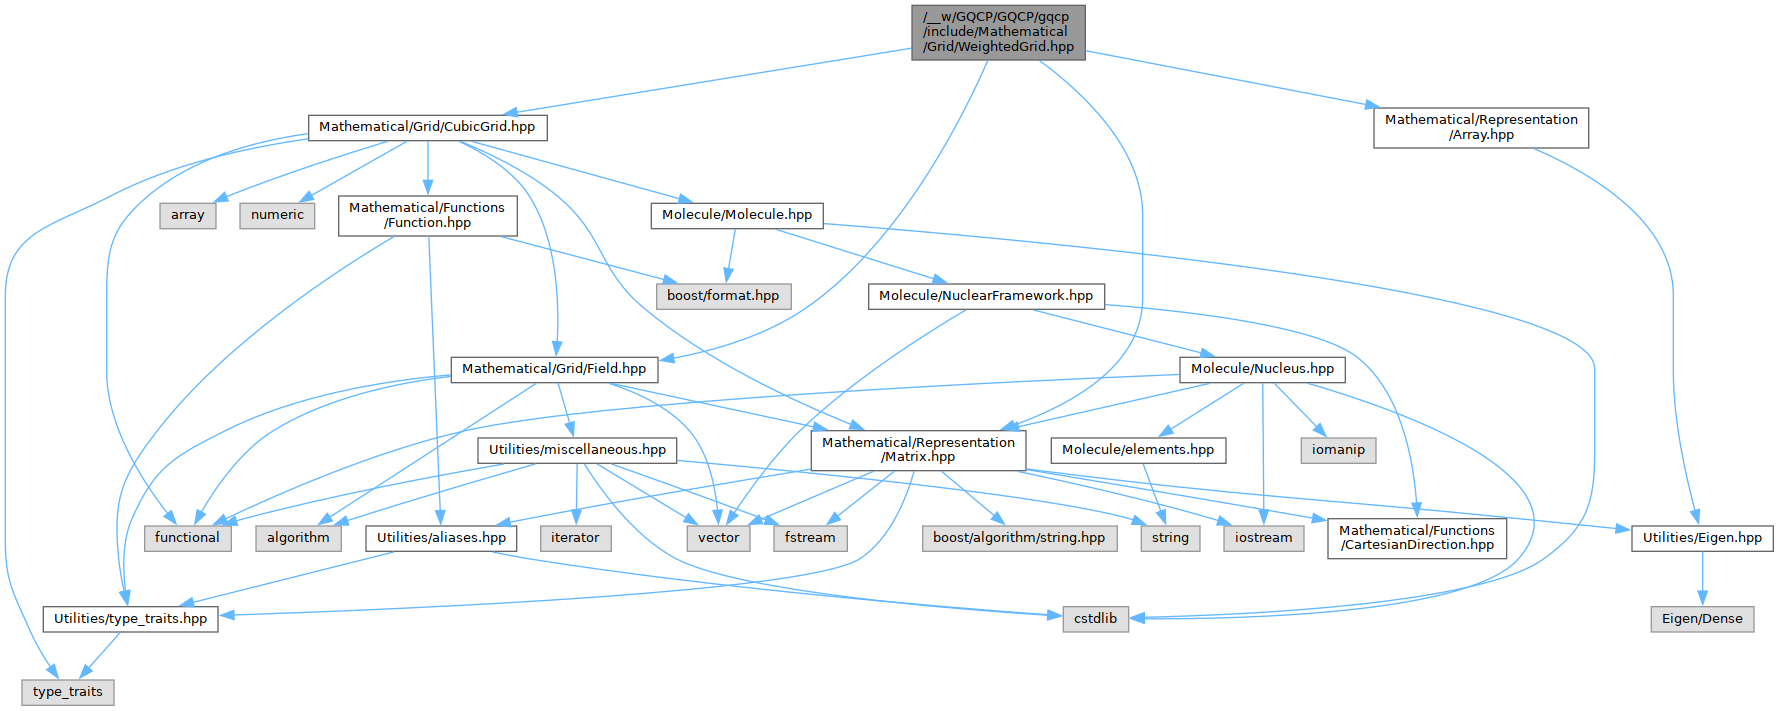 /__w/GQCP/GQCP/gqcp
/include/Mathematical
/Grid/WeightedGrid.hpp
Mathematical/Grid/CubicGrid.hpp
Mathematical/Representation
/Array.hpp
array
numeric
Mathematical/Functions
/Function.hpp
Molecule/Molecule.hpp
boost/format.hpp
Molecule/NuclearFramework.hpp
Mathematical/Grid/Field.hpp
Molecule/Nucleus.hpp
Utilities/miscellaneous.hpp
Mathematical/Representation
/Matrix.hpp
Molecule/elements.hpp
iomanip
functional
algorithm
Utilities/aliases.hpp
iterator
vector
fstream
boost/algorithm/string.hpp
string
iostream
Mathematical/Functions
/CartesianDirection.hpp
Utilities/Eigen.hpp
Utilities/type_traits.hpp
cstdlib
Eigen/Dense
type_traits